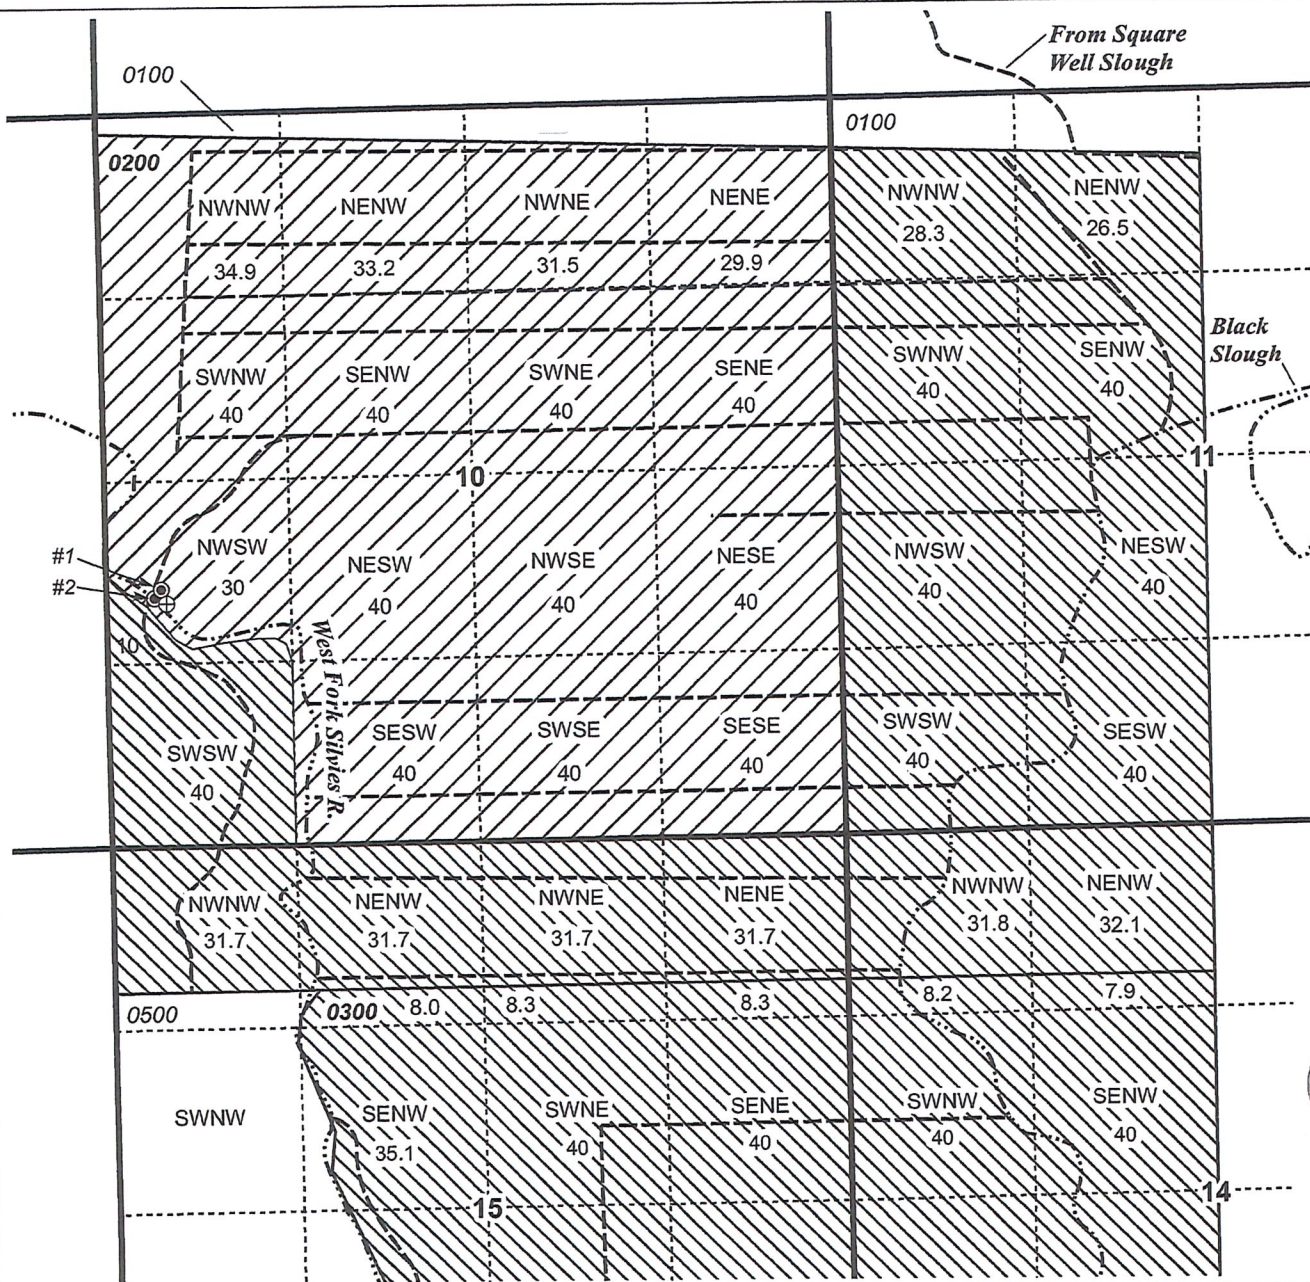 From Square
Well Slough
0100
0100
0200
NWNW
NENW
NWNE
NENE
NWNW
28.3
NENW
26.5
34.9
33.2
31.5
29.9
Black
Slough
SWNW
40
SENW
40
SWNE
40
SENE
40
SWNW
40
SENW
40
10
11
#1
#2
NWSW
30
NESW
40
NWSE
40
NESE
40
NWSW
40
NESW
40
10
West Fork Silvies R.
SWSW
40
SESW
40
SWSE
40
SESE
40
SWSW
40
SESW
40
NWNW
31.7
NENW
31.7
NWNE
31.7
NENE
31.7
NWNW
31.8
NENW
32.1
0500
0300
8.0
8.3
8.3
8.2
7.9
SWNW
SENW
35.1
SWNE
40
SENE
40
SWNW
40
SENW
40
15
14